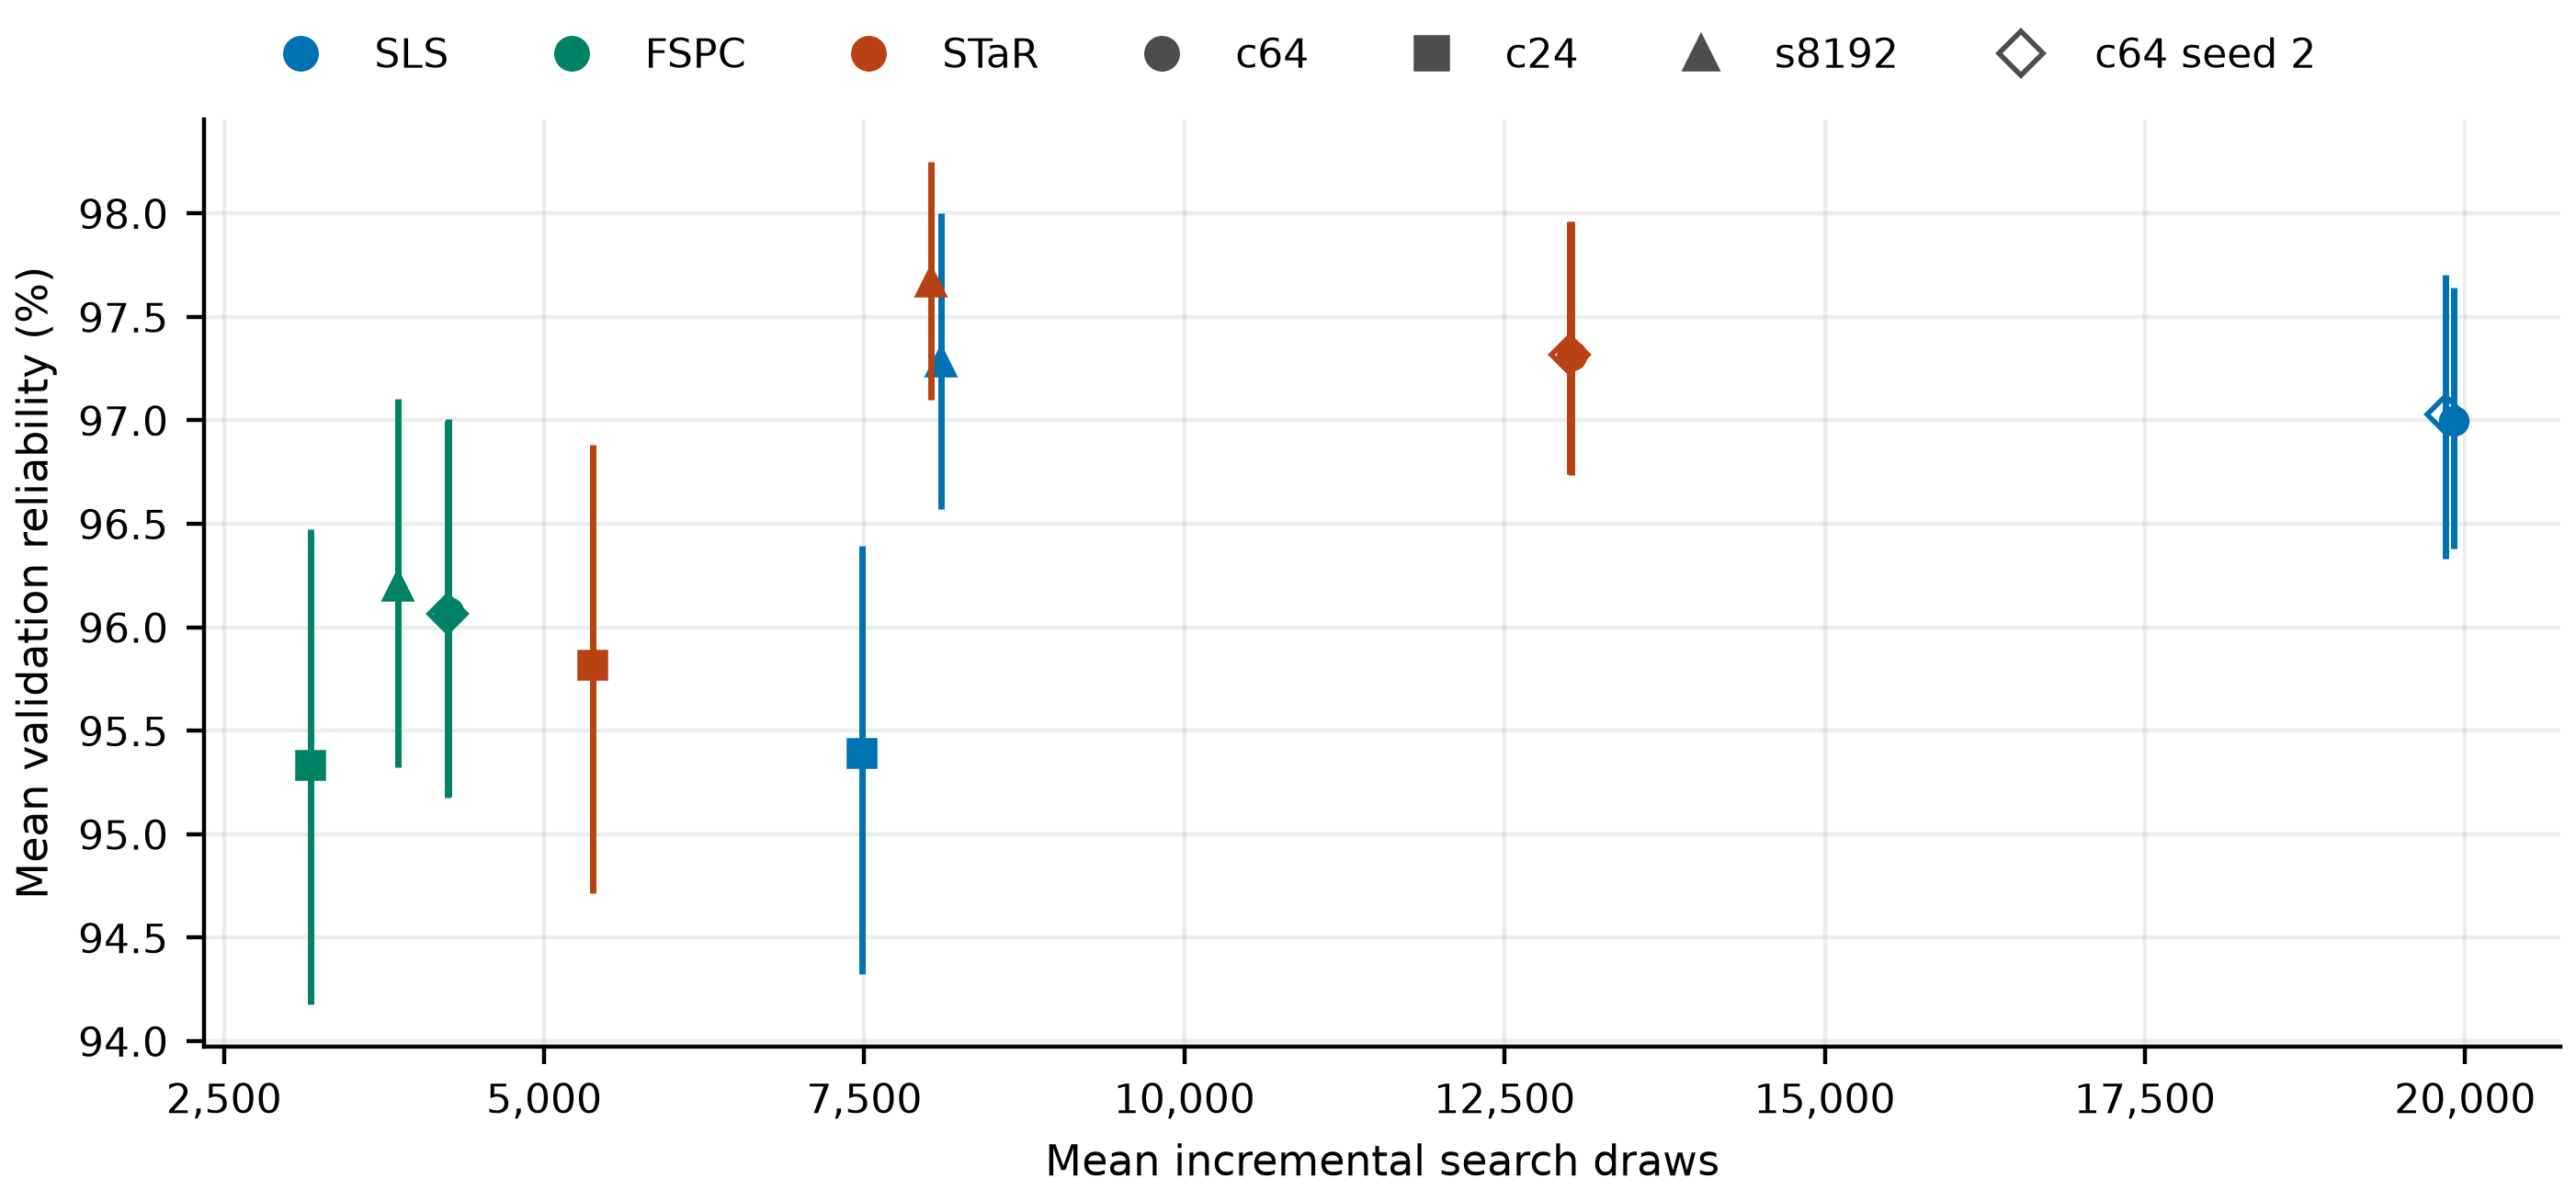 SLS FSPC STaR c64 c24 s8192 c64 seed 2
Mean validation reliability (%)
98.0
97.5
97.0
96.5
96.0
95.5
95.0
94.5
94.0
2,500 5,000 7,500 10,000 12,500 15,000 17,500 20,000
Mean incremental search draws